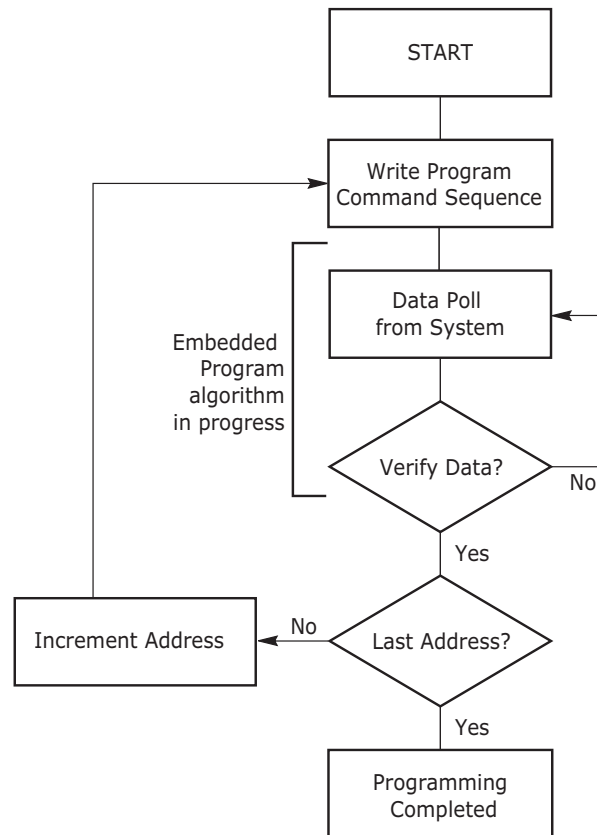 START
Write Program
Command Sequence
Data Poll
from System
Embedded
Program
algorithm
in progress
Verify Data?
No
Yes
Increment Address
No
Last Address?
Yes
Programming
Completed